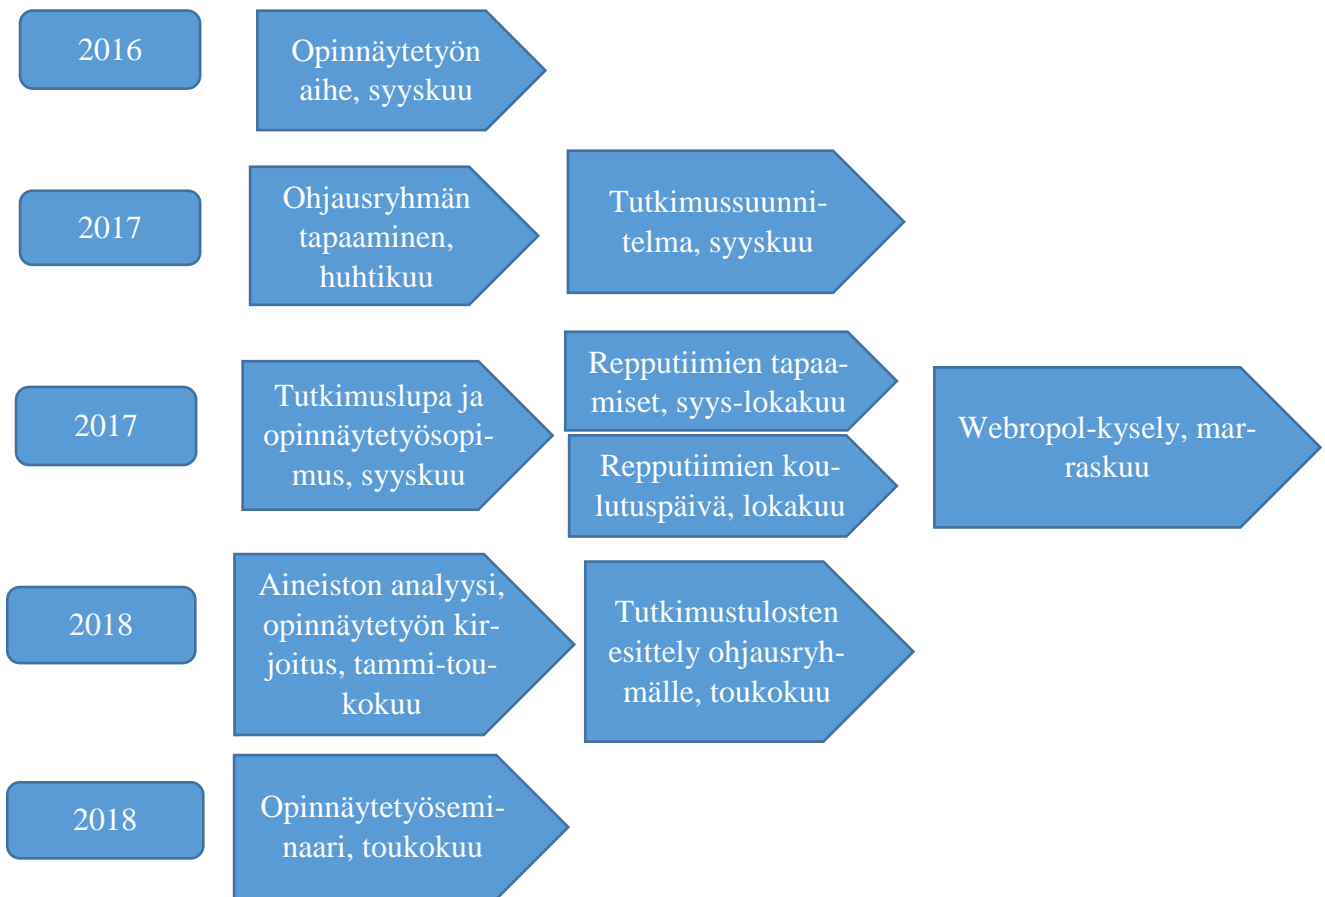 2016
Opinnäytetyön
aihe, syyskuu
2017
Ohjausryhmän
tapaaminen,
huhtikuu
Tutkimussuunni-
telma, syyskuu
2017
Tutkimuslupa ja
opinnäytetyösopi-
mus, syyskuu
Repputiimien tapaa-
miset, syys-lokakuu
Repputiimien kou-
lutuspäivä, lokakuu
Webropol-kysely, mar-
raskuu
2018
Aineiston analyysi,
opinnäytetyön kir-
joitus, tammi-tou-
kokuu
Tutkimustulosten
esittely ohjausryh-
mälle, toukokuu
2018
Opinnäytetyösemi-
naari, toukokuu